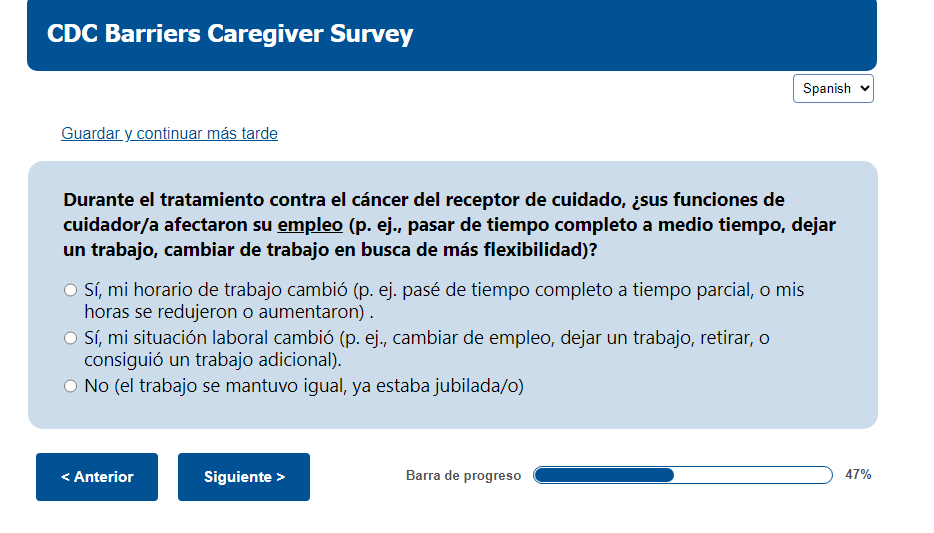 CDC Barriers Caregiver Survey
Spanish
Guardar y continuar más tarde
Durante el tratamiento contra el cáncer del receptor de cuidado, ¿sus funciones de
cuidador/a afectaron su empleo (p. ej., pasar de tiempo completo a medio tiempo, dejar
un trabajo, cambiar de trabajo en busca de más flexibilidad)?
Sí, mi horario de trabajo cambió (p. ej. pasé de tiempo completo a tiempo parcial, o mis
horas se redujeron o aumentaron) .
Sí, mi situación laboral cambió (p. ej., cambiar de empleo, dejar un trabajo, retirar, o
consiguió un trabajo adicional).
No (el trabajo se mantuvo igual, ya estaba jubilada/o)
< Anterior
Siguiente >
Barra de progreso
47%